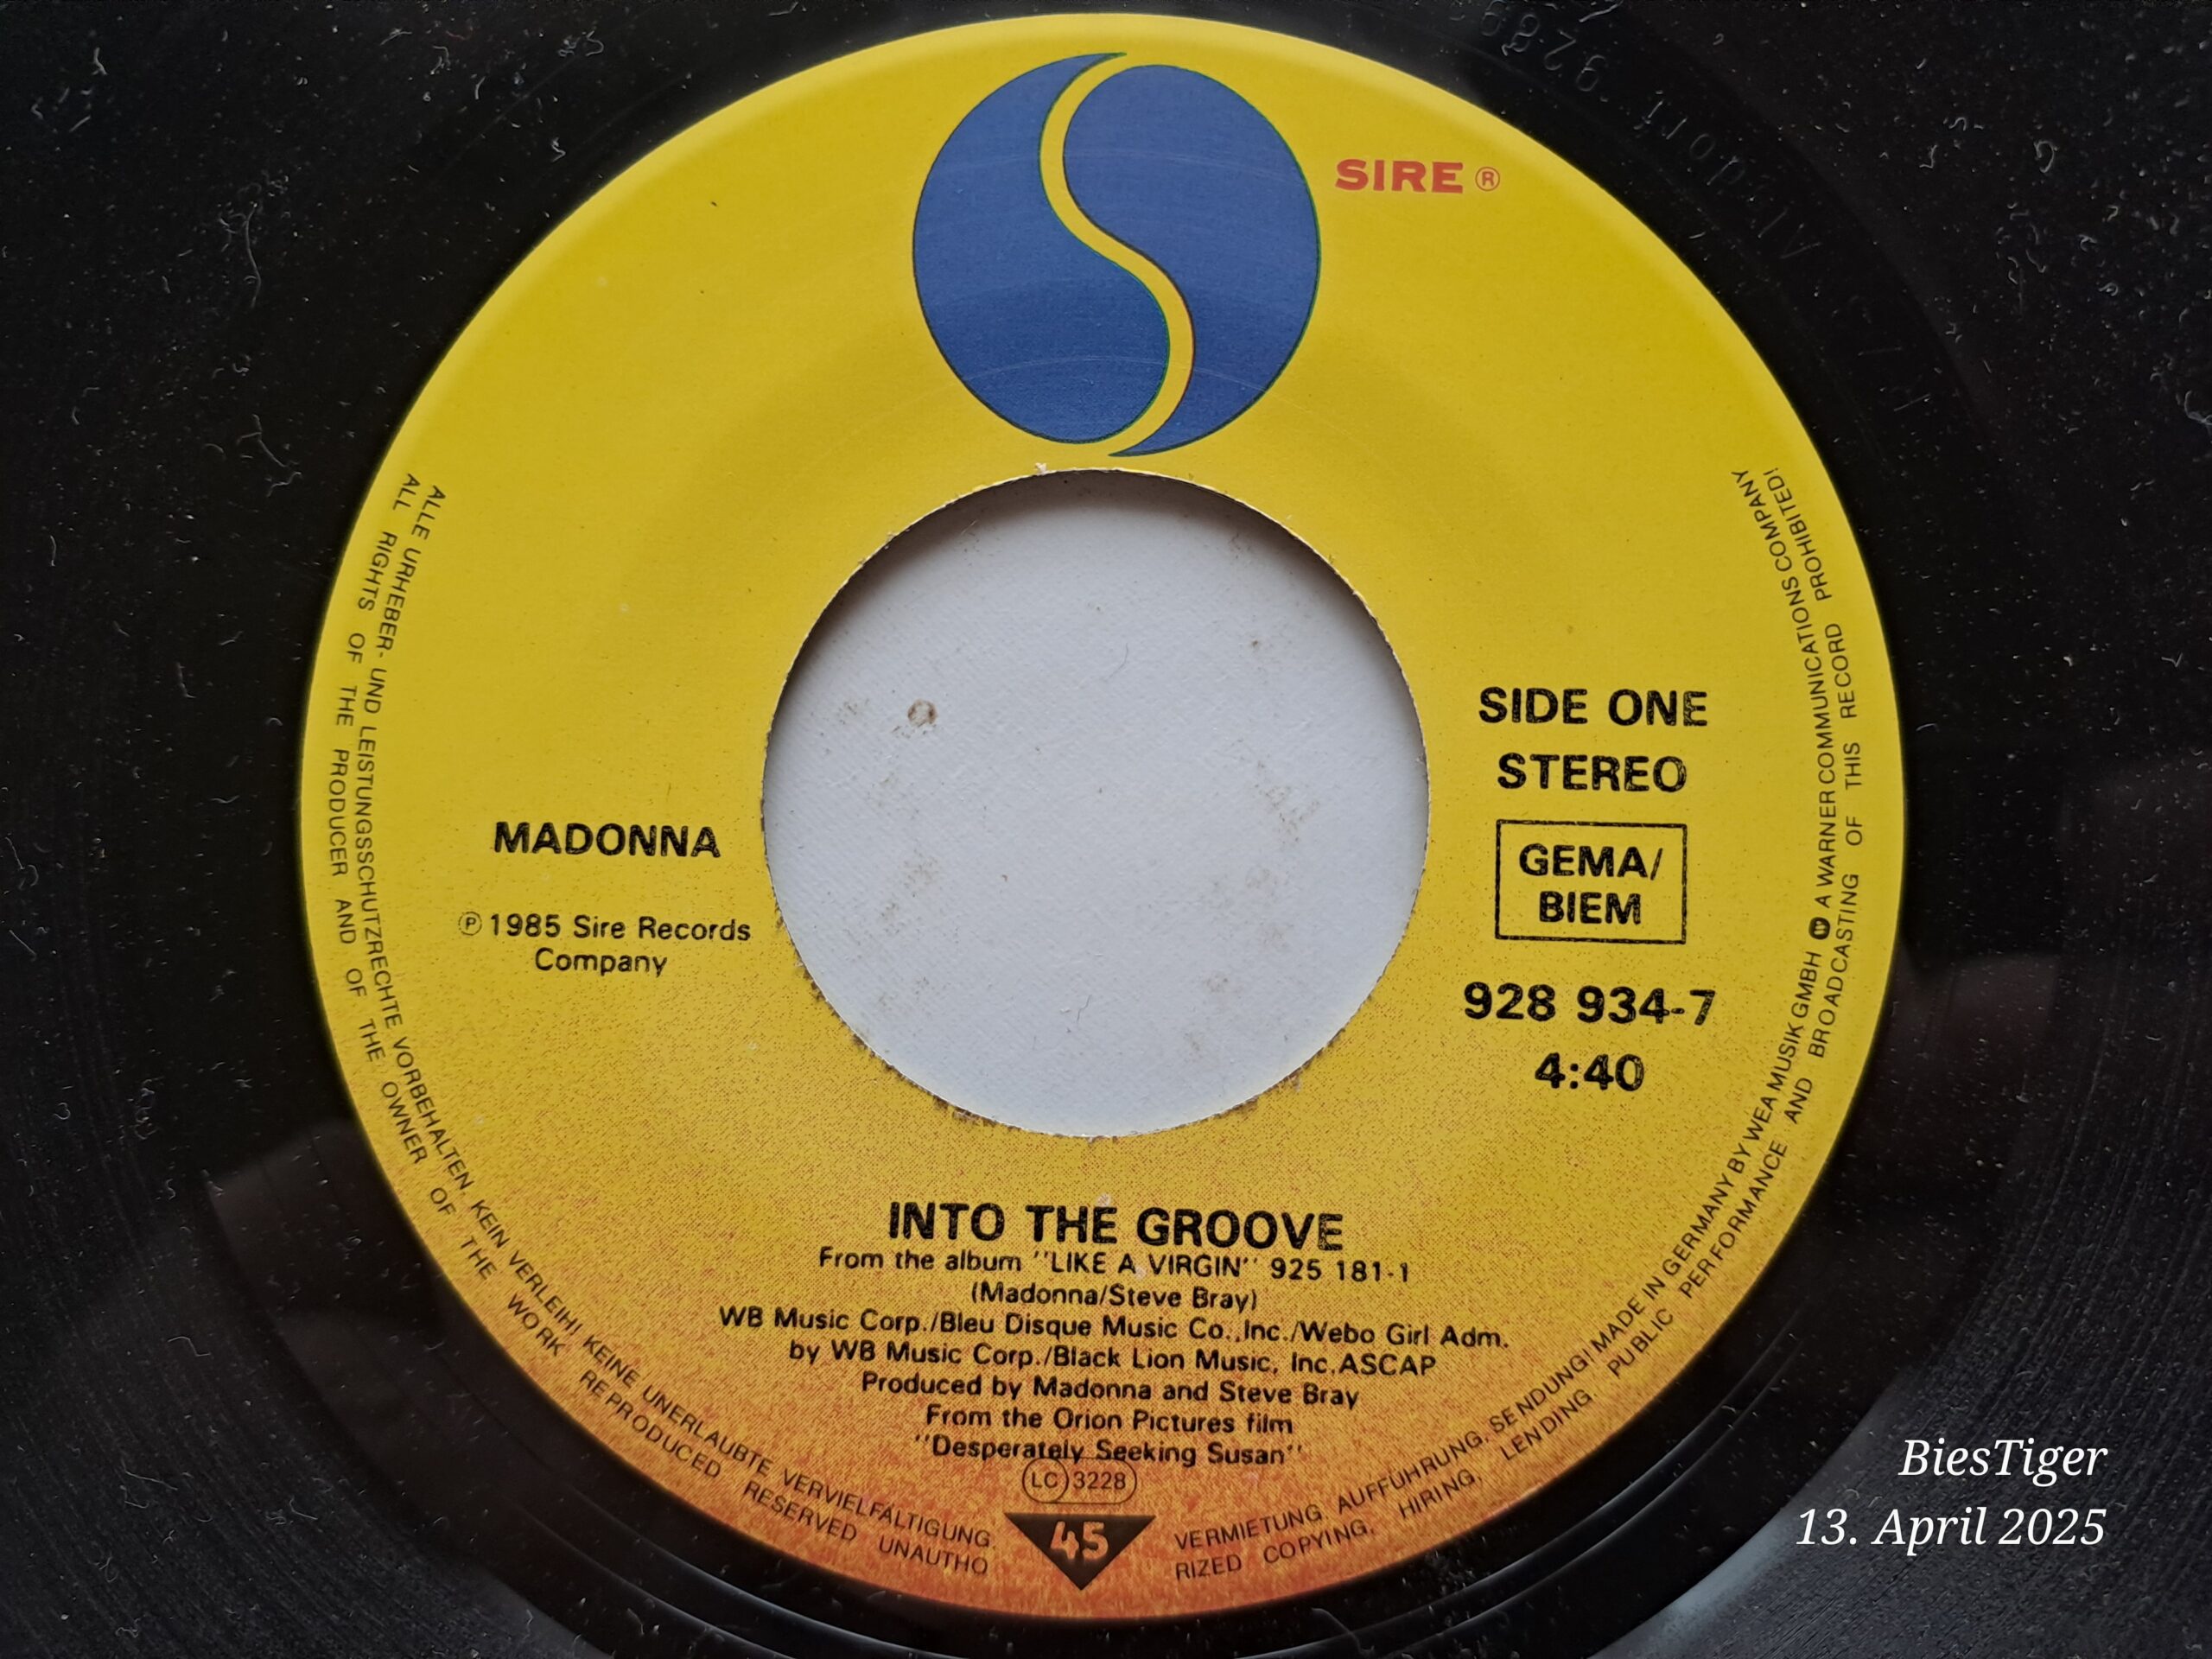 SIRE ®
SIDE ONE
STEREO
GEMA/
BIEM
928 934-7
4:40
MADONNA
℗ 1985 Sire Records
Company
INTO THE GROOVE
From the album ''LIKE A VIRGIN'' 925 181-1
(Madonna/Steve Bray)
WB Music Corp./Bleu Disque Music Co.,Inc./Webo Girl Adm.
by WB Music Corp./Black Lion Music, Inc.ASCAP
Produced by Madonna and Steve Bray
From the Orion Pictures film
''Desperately Seeking Susan''
LC 3228
45
ALLE URHEBER- UND LEISTUNGSSCHUTZRECHTE VORBEHALTEN. KEIN VERLEIH! KEINE UNERLAUBTE VERVIELFÄLTIGUNG, VERMIETUNG, AUFFÜHRUNG, SENDUNG! MADE IN GERMANY BY WEA MUSIK GMBH A WARNER COMMUNICATIONS COMPANY
ALL RIGHTS OF THE PRODUCER AND OF THE OWNER OF THE WORK REPRODUCED RESERVED UNAUTHORIZED COPYING, HIRING, LENDING, PUBLIC PERFORMANCE AND BROADCASTING OF THIS RECORD PROHIBITED!
BiesTiger
13. April 2025